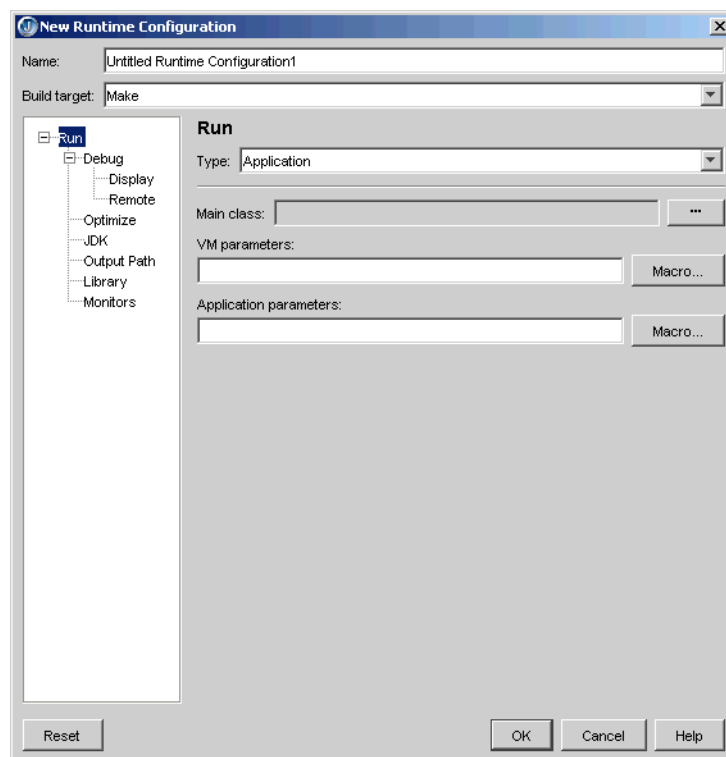 New Runtime Configuration
Name: Untitled Runtime Configuration1
Build target: Make
Run
Debug
Display
Remote
Optimize
JDK
Output Path
Library
Monitors
Run
Type: Application
Main class: ...
VM parameters:
Macro...
Application parameters:
Macro...
Reset OK Cancel Help